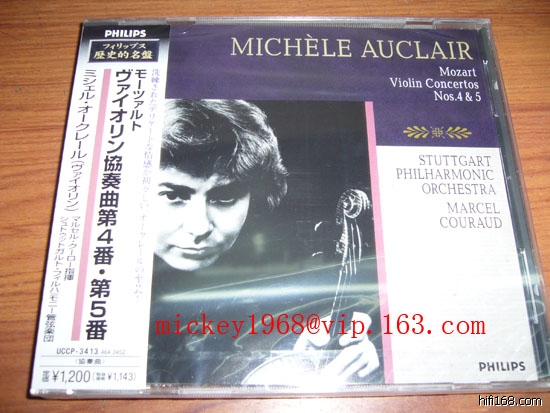 PHILIPS
フィリップス
歴史的名盤
モーツァルト
ヴァイオリン協奏曲第4番・第5番
ミシェル・オークレール(ヴァイオリン)
マルセル・クーロー指揮
シュトゥットガルト・フィルハーモニー管弦楽団
UCCP-3413
(協奏曲)
¥1,200
¥1,143
MICHÈLE AUCLAIR
Mozart
Violin Concertos
Nos.4 & 5
STUTTGART
PHILHARMONIC
ORCHESTRA
MARCEL
COURAUD
PHILIPS
mickey1968@vip.163.com
hifi168.com